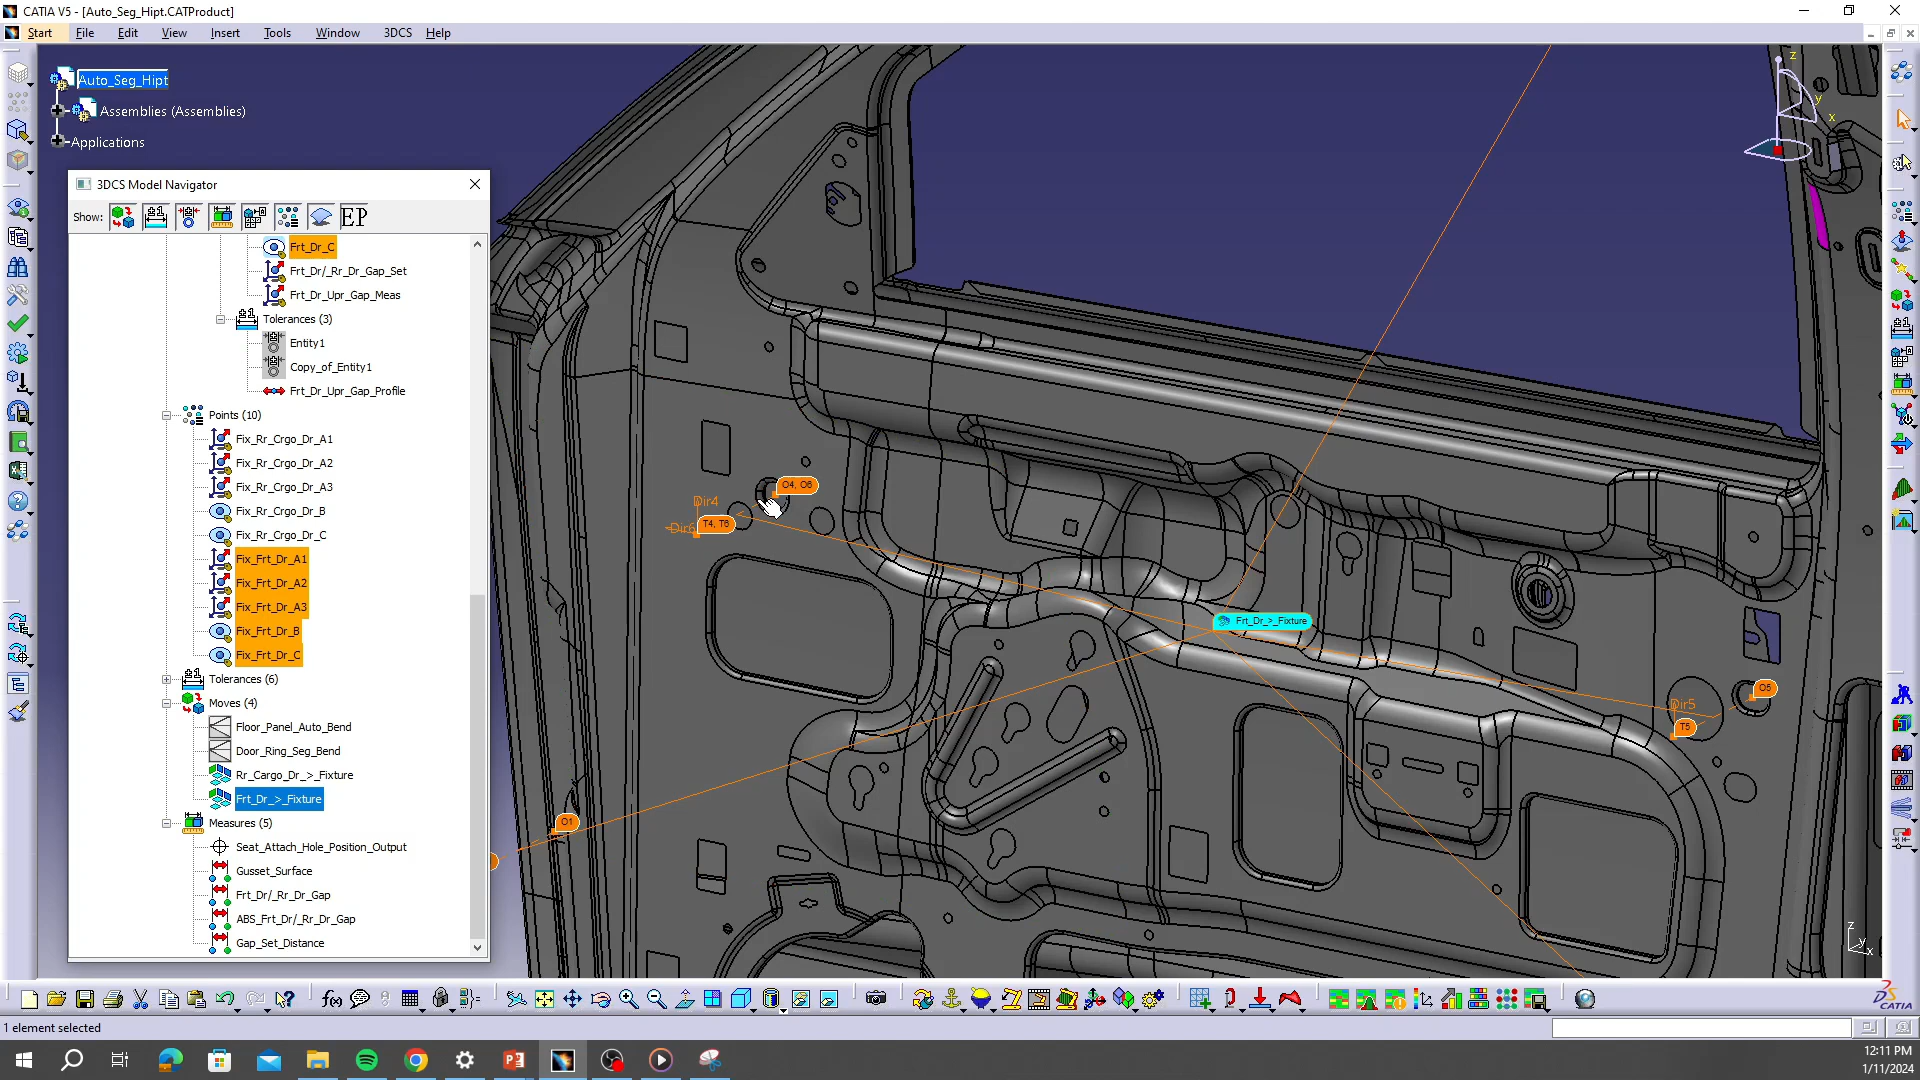 CATIA V5 - [Auto_Seg_Hipt.CATProduct]
Start File Edit View Insert Tools Window 3DCS Help
Auto_Seg_Hipt
Assemblies (Assemblies)
Applications
3DCS Model Navigator
Show: EP
Frt_Dr_C
Frt_Dr/_Rr_Dr_Gap_Set
Frt_Dr_Upr_Gap_Meas
Tolerances (3)
Entity1
Copy_of_Entity1
Frt_Dr_Upr_Gap_Profile
Points (10)
Fix_Rr_Crgo_Dr_A1
Fix_Rr_Crgo_Dr_A2
Fix_Rr_Crgo_Dr_A3
Fix_Rr_Crgo_Dr_B
Fix_Rr_Crgo_Dr_C
Fix_Frt_Dr_A1
Fix_Frt_Dr_A2
Fix_Frt_Dr_A3
Fix_Frt_Dr_B
Fix_Frt_Dr_C
Tolerances (6)
Moves (4)
Floor_Panel_Auto_Bend
Door_Ring_Seg_Bend
Rr_Cargo_Dr_>_Fixture
Frt_Dr_>_Fixture
Measures (5)
Seat_Attach_Hole_Position_Output
Gusset_Surface
Frt_Dr/_Rr_Dr_Gap
ABS_Frt_Dr/_Rr_Dr_Gap
Gap_Set_Distance
z
y
x
O4, O6
Dir4
Dir6
T4, T6
Frt_Dr_>_Fixture
O5
Dir5
T5
O1
z
y
x
f(x)
CATIA
1 element selected
12:11 PM
1/11/2024